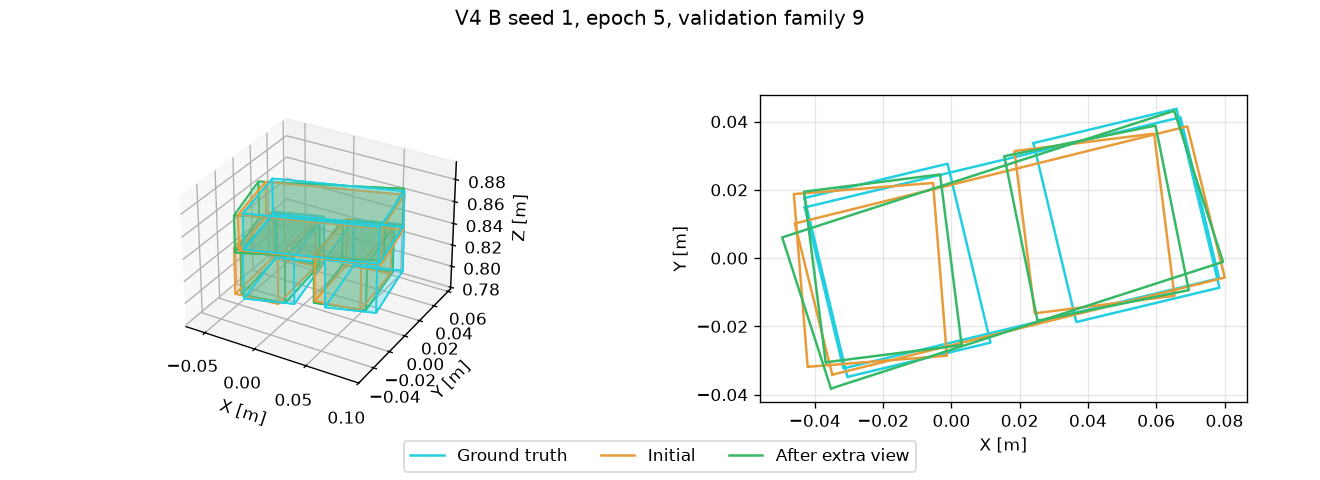 V4 B seed 1, epoch 5, validation family 9
0.88
0.86
0.84
0.82
0.80
0.78
Z [m]
0.06
0.04
0.02
0.00
−0.02
−0.04
Y [m]
−0.05
0.00
0.05
0.10
X [m]
0.04
0.02
0.00
−0.02
−0.04
Y [m]
−0.04 −0.02 0.00 0.02 0.04 0.06 0.08
X [m]
Ground truth Initial After extra view